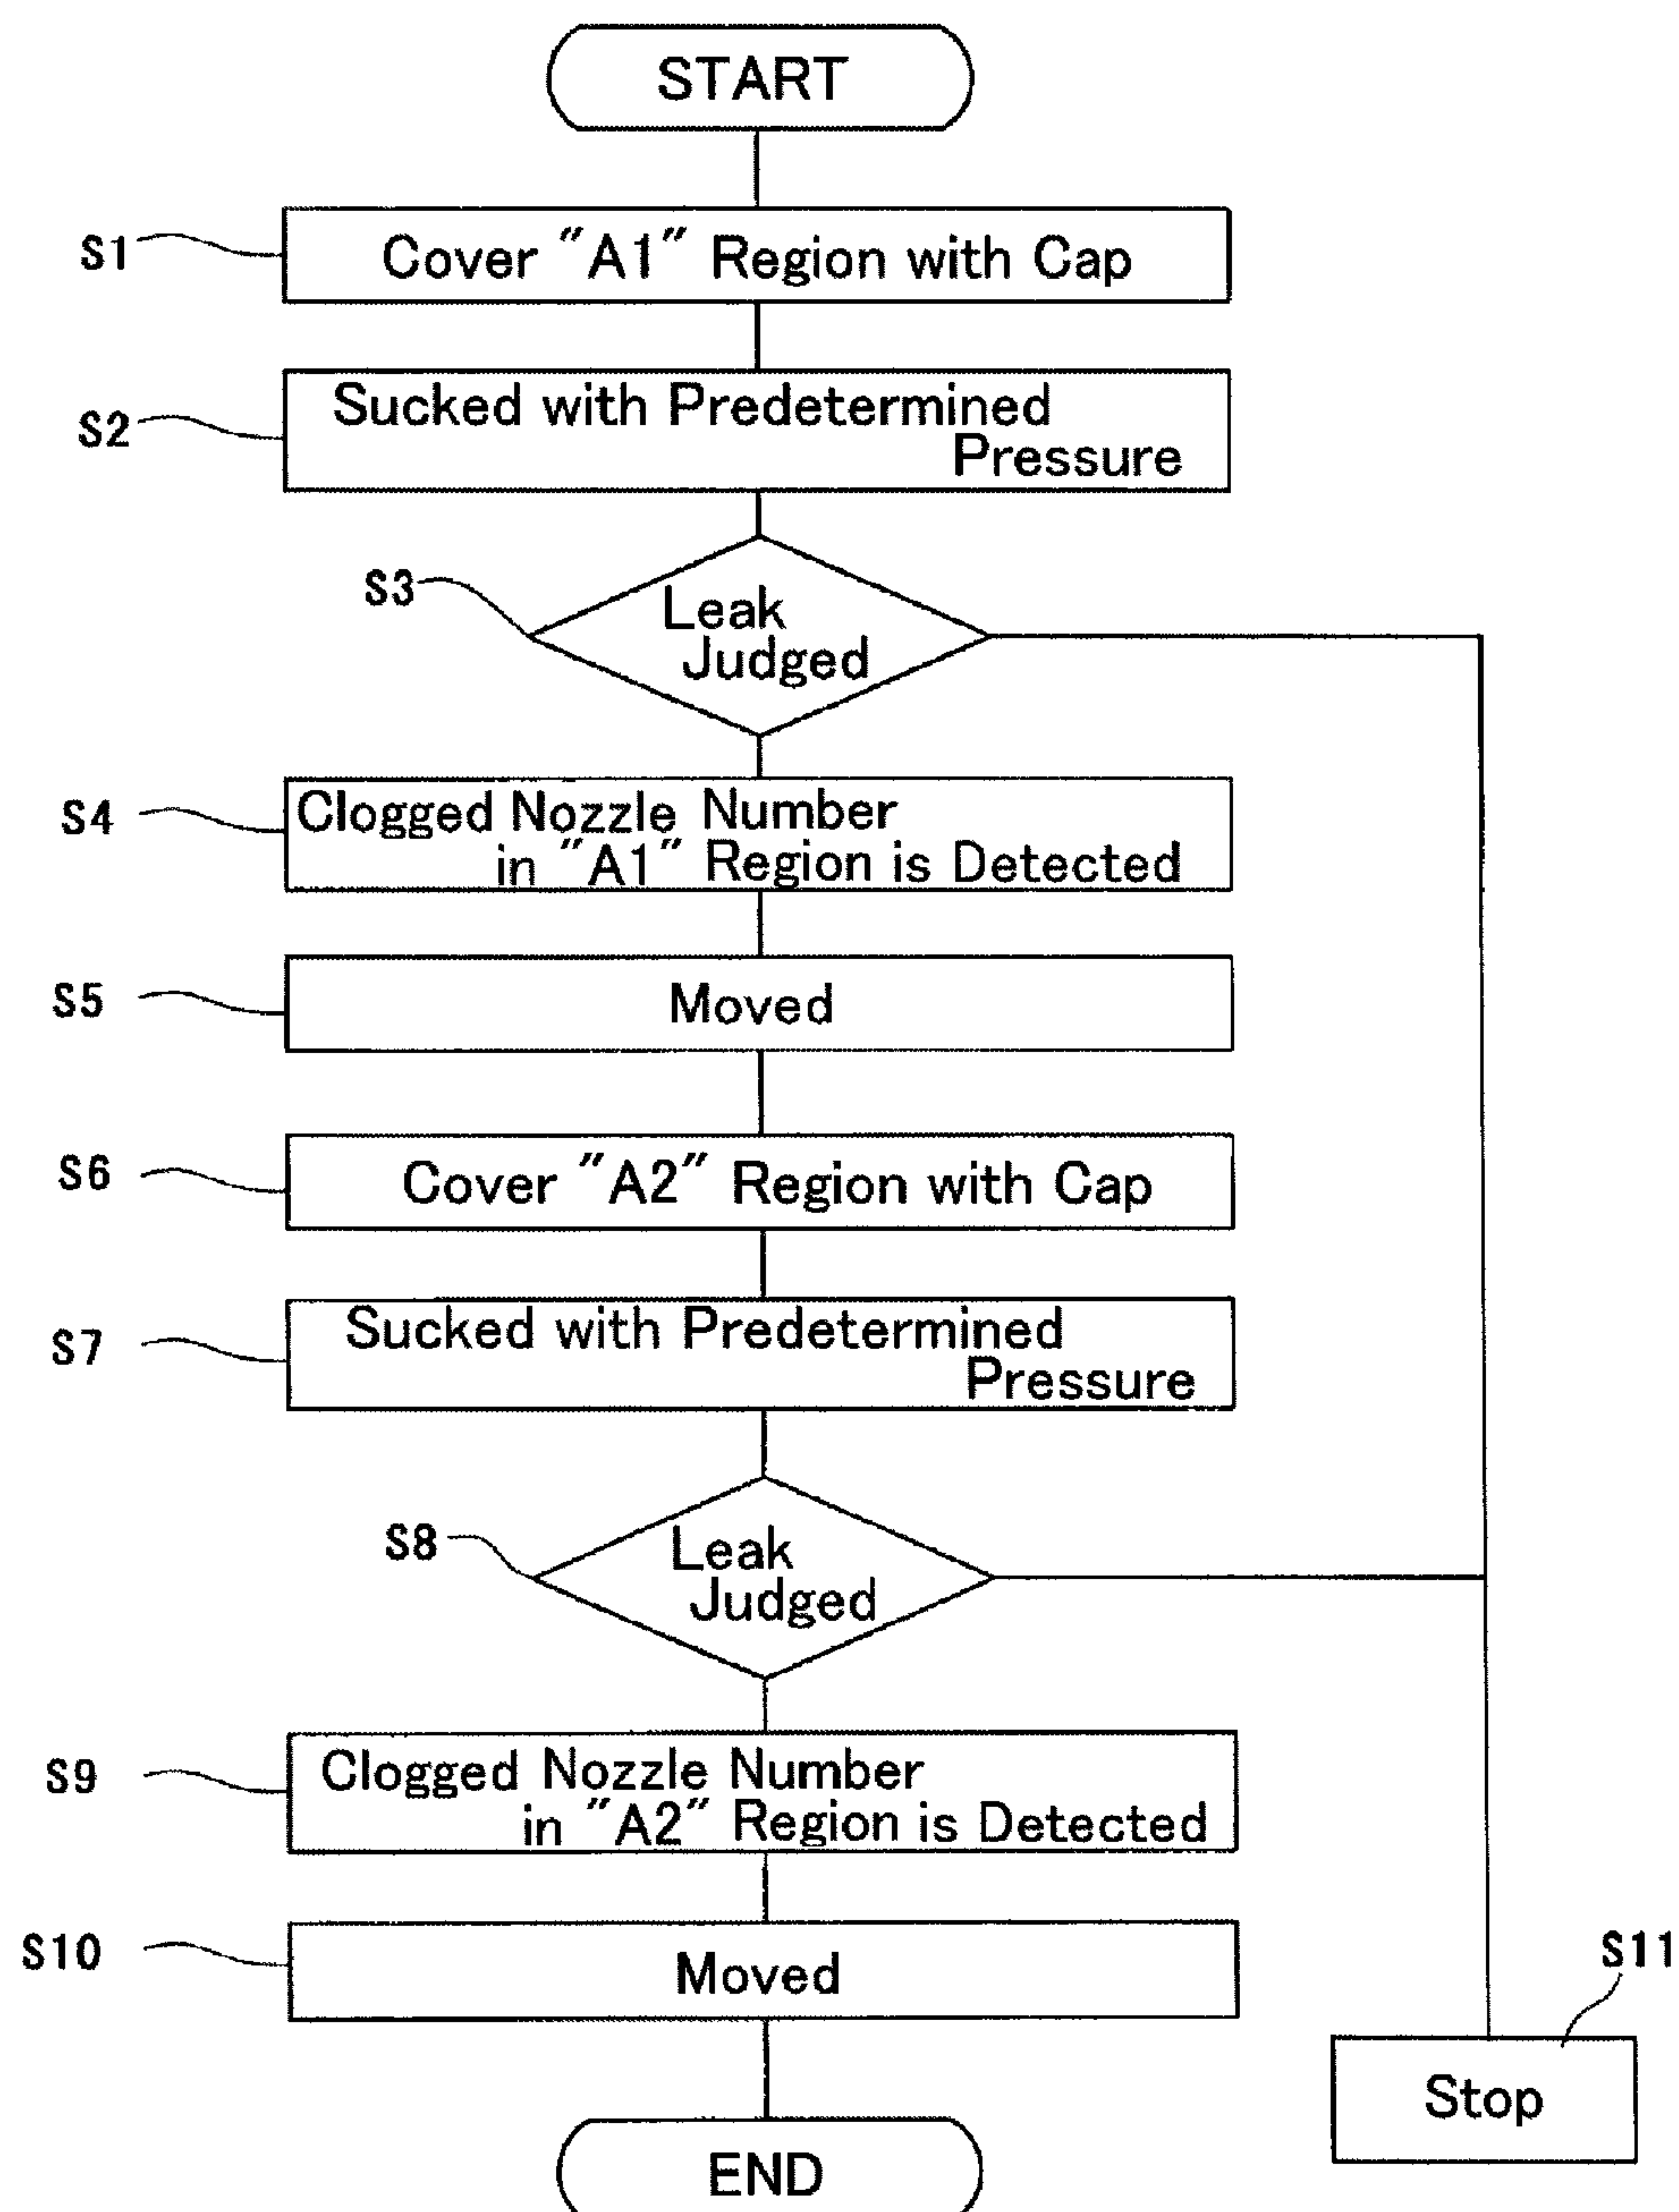 START
S1
Cover "A1" Region with Cap
S2
Sucked with Predetermined
Pressure
S3
Leak
Judged
S4
Clogged Nozzle Number
in "A1" Region is Detected
S5
Moved
S6
Cover "A2" Region with Cap
S7
Sucked with Predetermined
Pressure
S8
Leak
Judged
S9
Clogged Nozzle Number
in "A2" Region is Detected
S10
Moved
S11
Stop
END